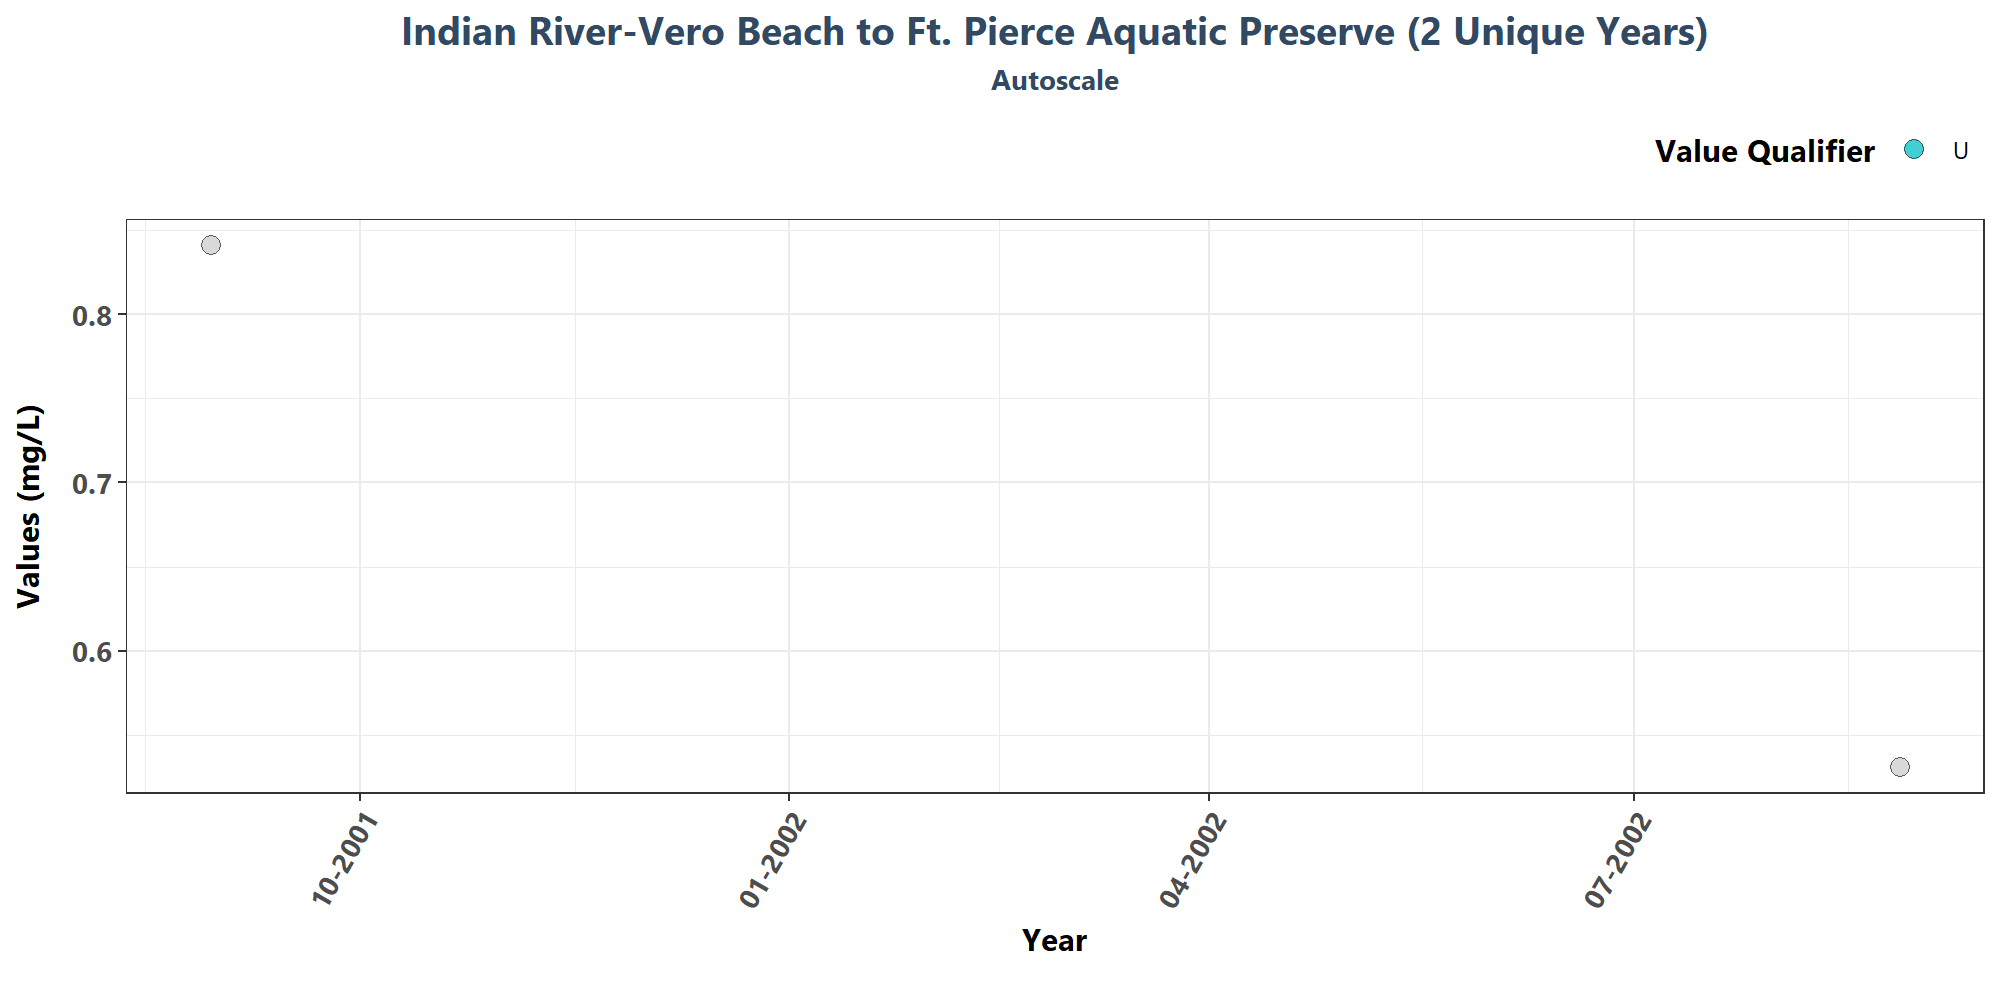 Indian River-Vero Beach to Ft. Pierce Aquatic Preserve (2 Unique Years)
Autoscale
Value Qualifier U
0.8
0.7
0.6
Values (mg/L)
10-2001
01-2002
04-2002
07-2002
Year